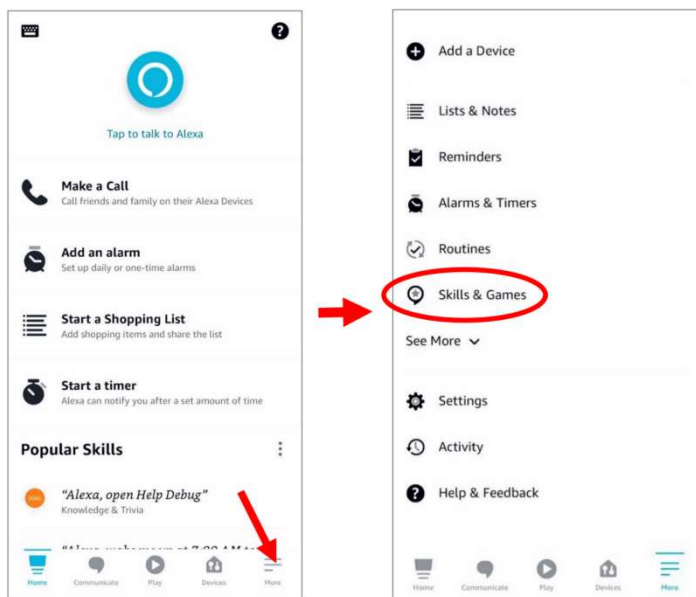 ?
Tap to talk to Alexa
Make a Call
Call friends and family on their Alexa Devices
Add an alarm
Set up daily or one-time alarms
Start a Shopping List
Add shopping items and share the list
Start a timer
Alexa can notify you after a set amount of time
Popular Skills
“Alexa, open Help Debug”
Knowledge & Trivia
Home Communicate Play Devices More
Add a Device
Lists & Notes
Reminders
Alarms & Timers
Routines
Skills & Games
See More
Settings
Activity
? Help & Feedback
Home Communicate Play Devices More